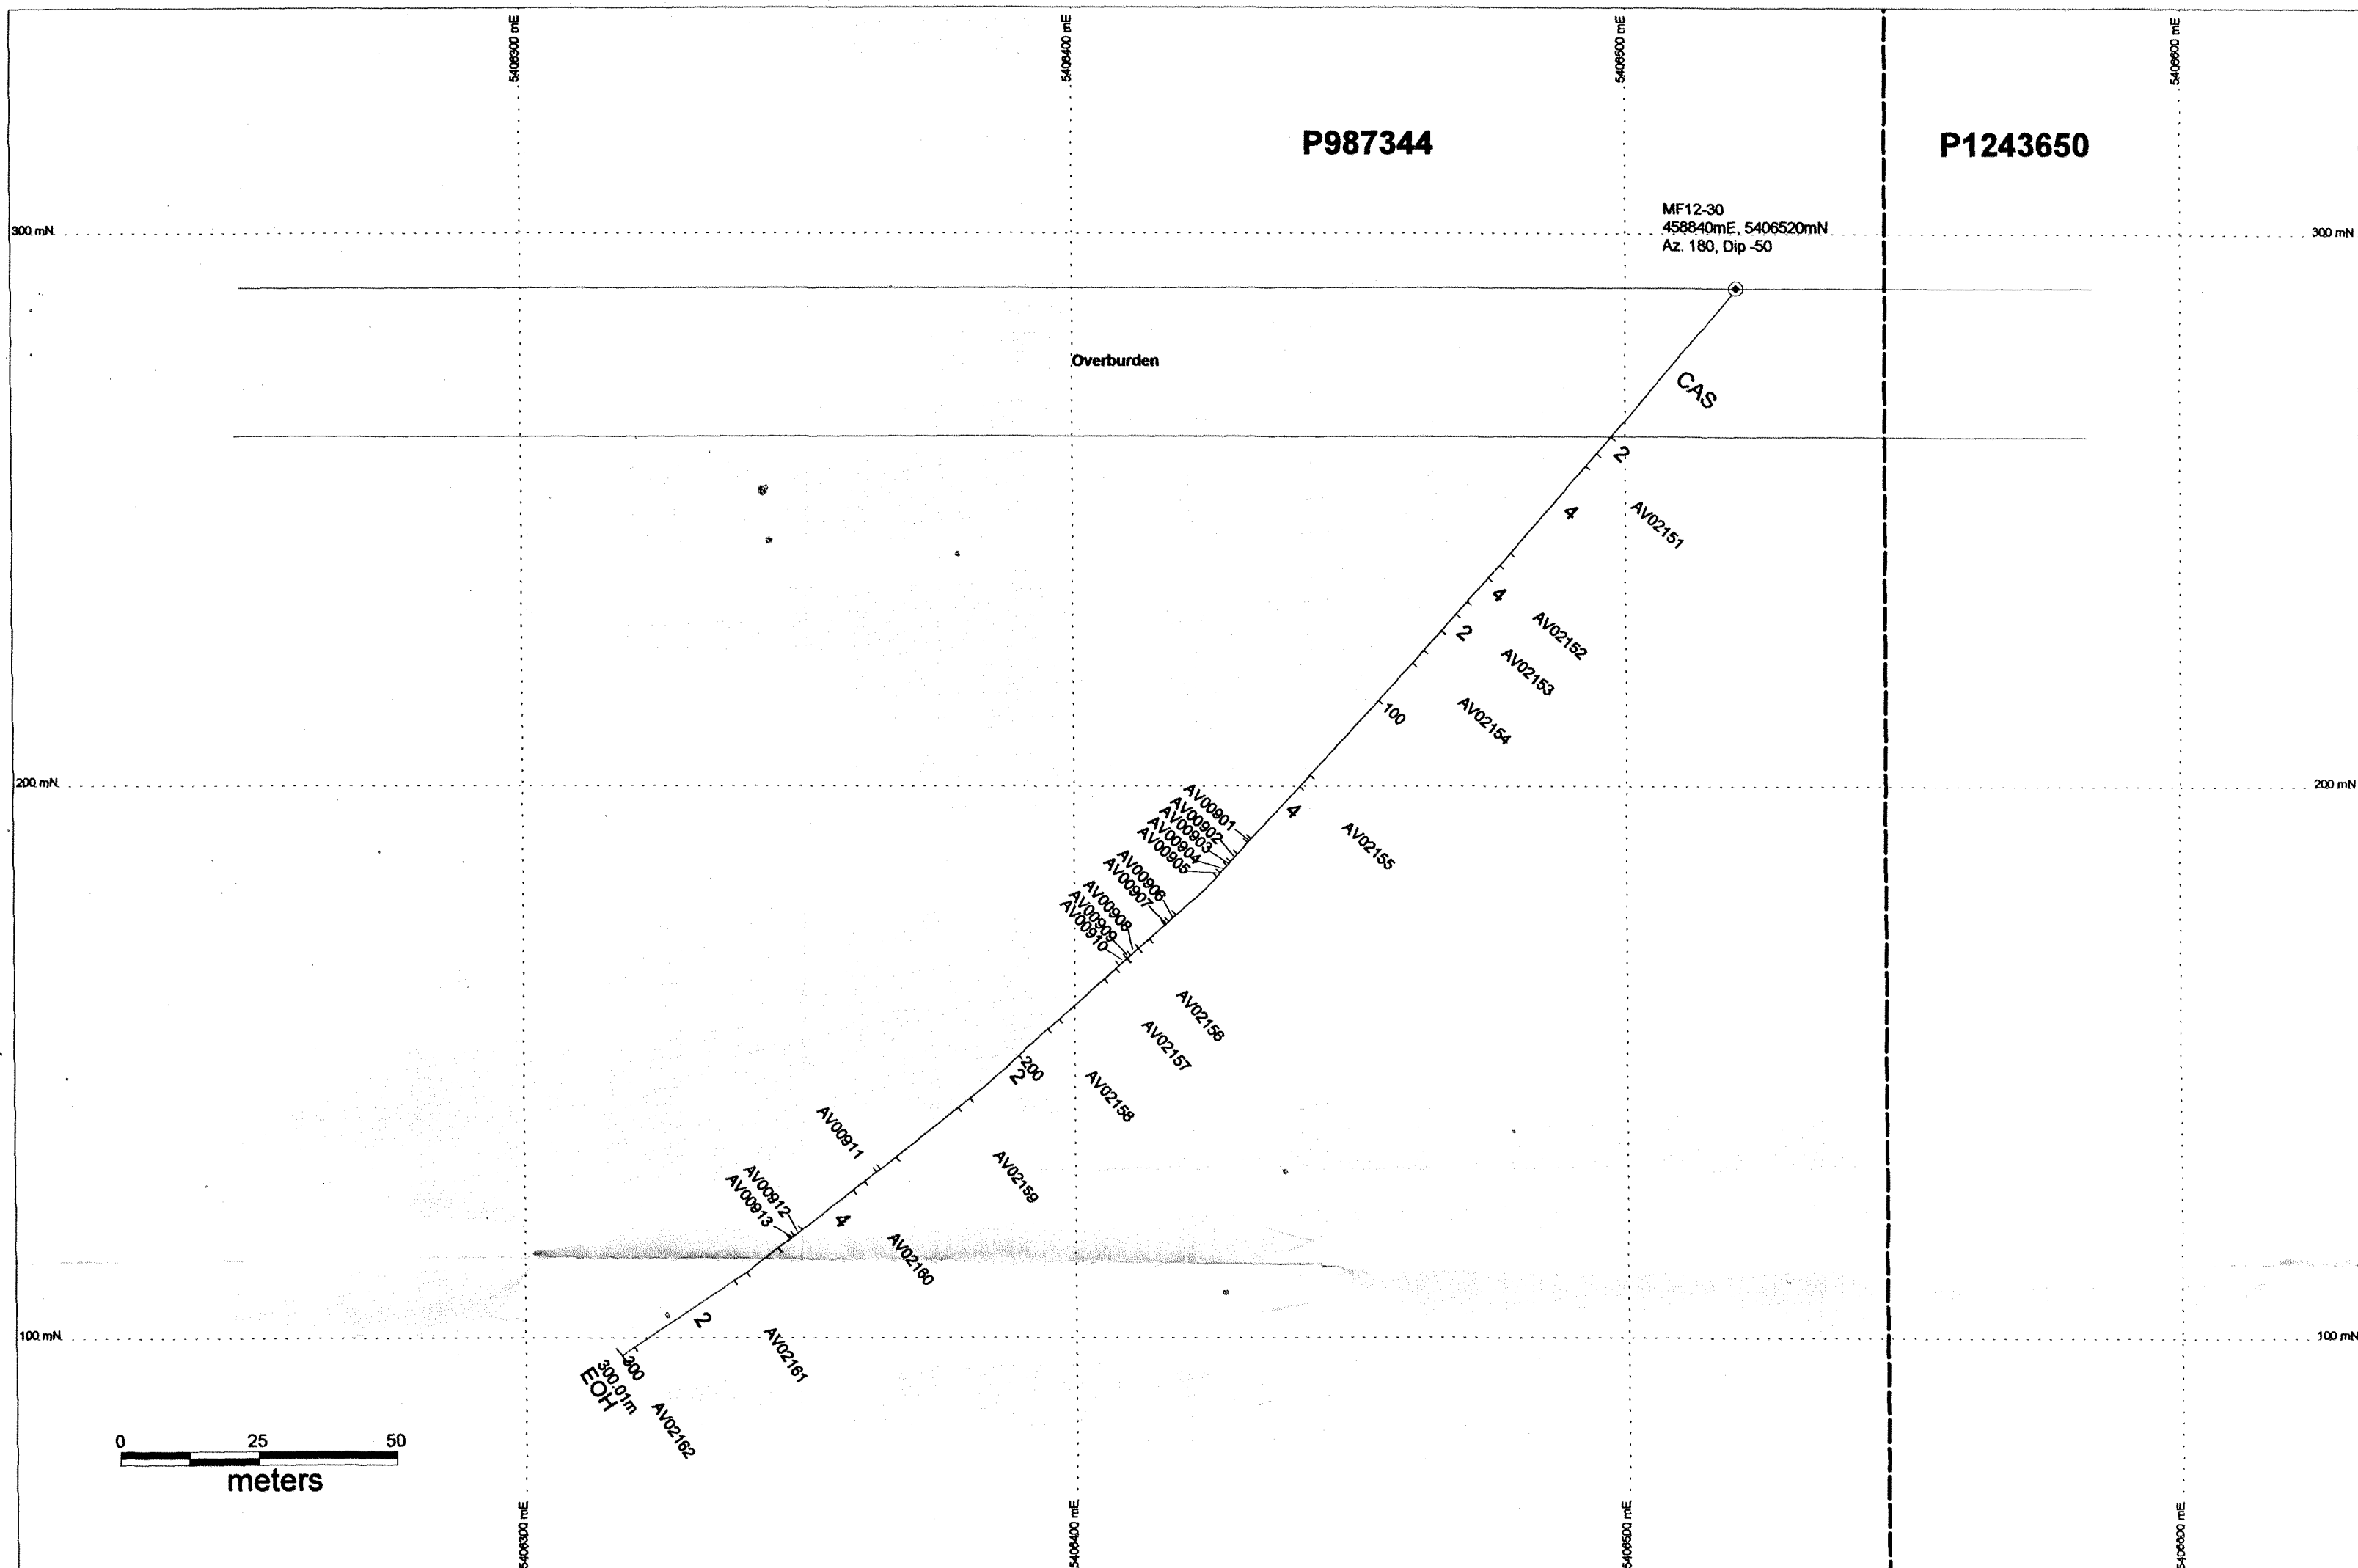 5406300 mE
5406400 mE
5406500 mE
5406600 mE
P987344
P1243650
MF12-30
458840mE, 5406520mN
Az. 180, Dip -50
300 mN
300 mN
Overburden
CAS
2
4
AV02151
4
AV02152
2
AV02153
100
AV02154
200 mN
200 mN
4
AV02155
AV00901
AV00902
AV00903
AV00904
AV00905
AV00906
AV00907
AV00908
AV00909
AV00910
AV02156
AV02157
200
2
AV02158
AV00911
AV02159
AV00912
AV00913
4
AV02160
2
AV02161
100 mN
100 mN
300
300.01m
EOH
AV02162
0 25 50
meters
5406300 mE
5406400 mE
5406500 mE
5406600 mE